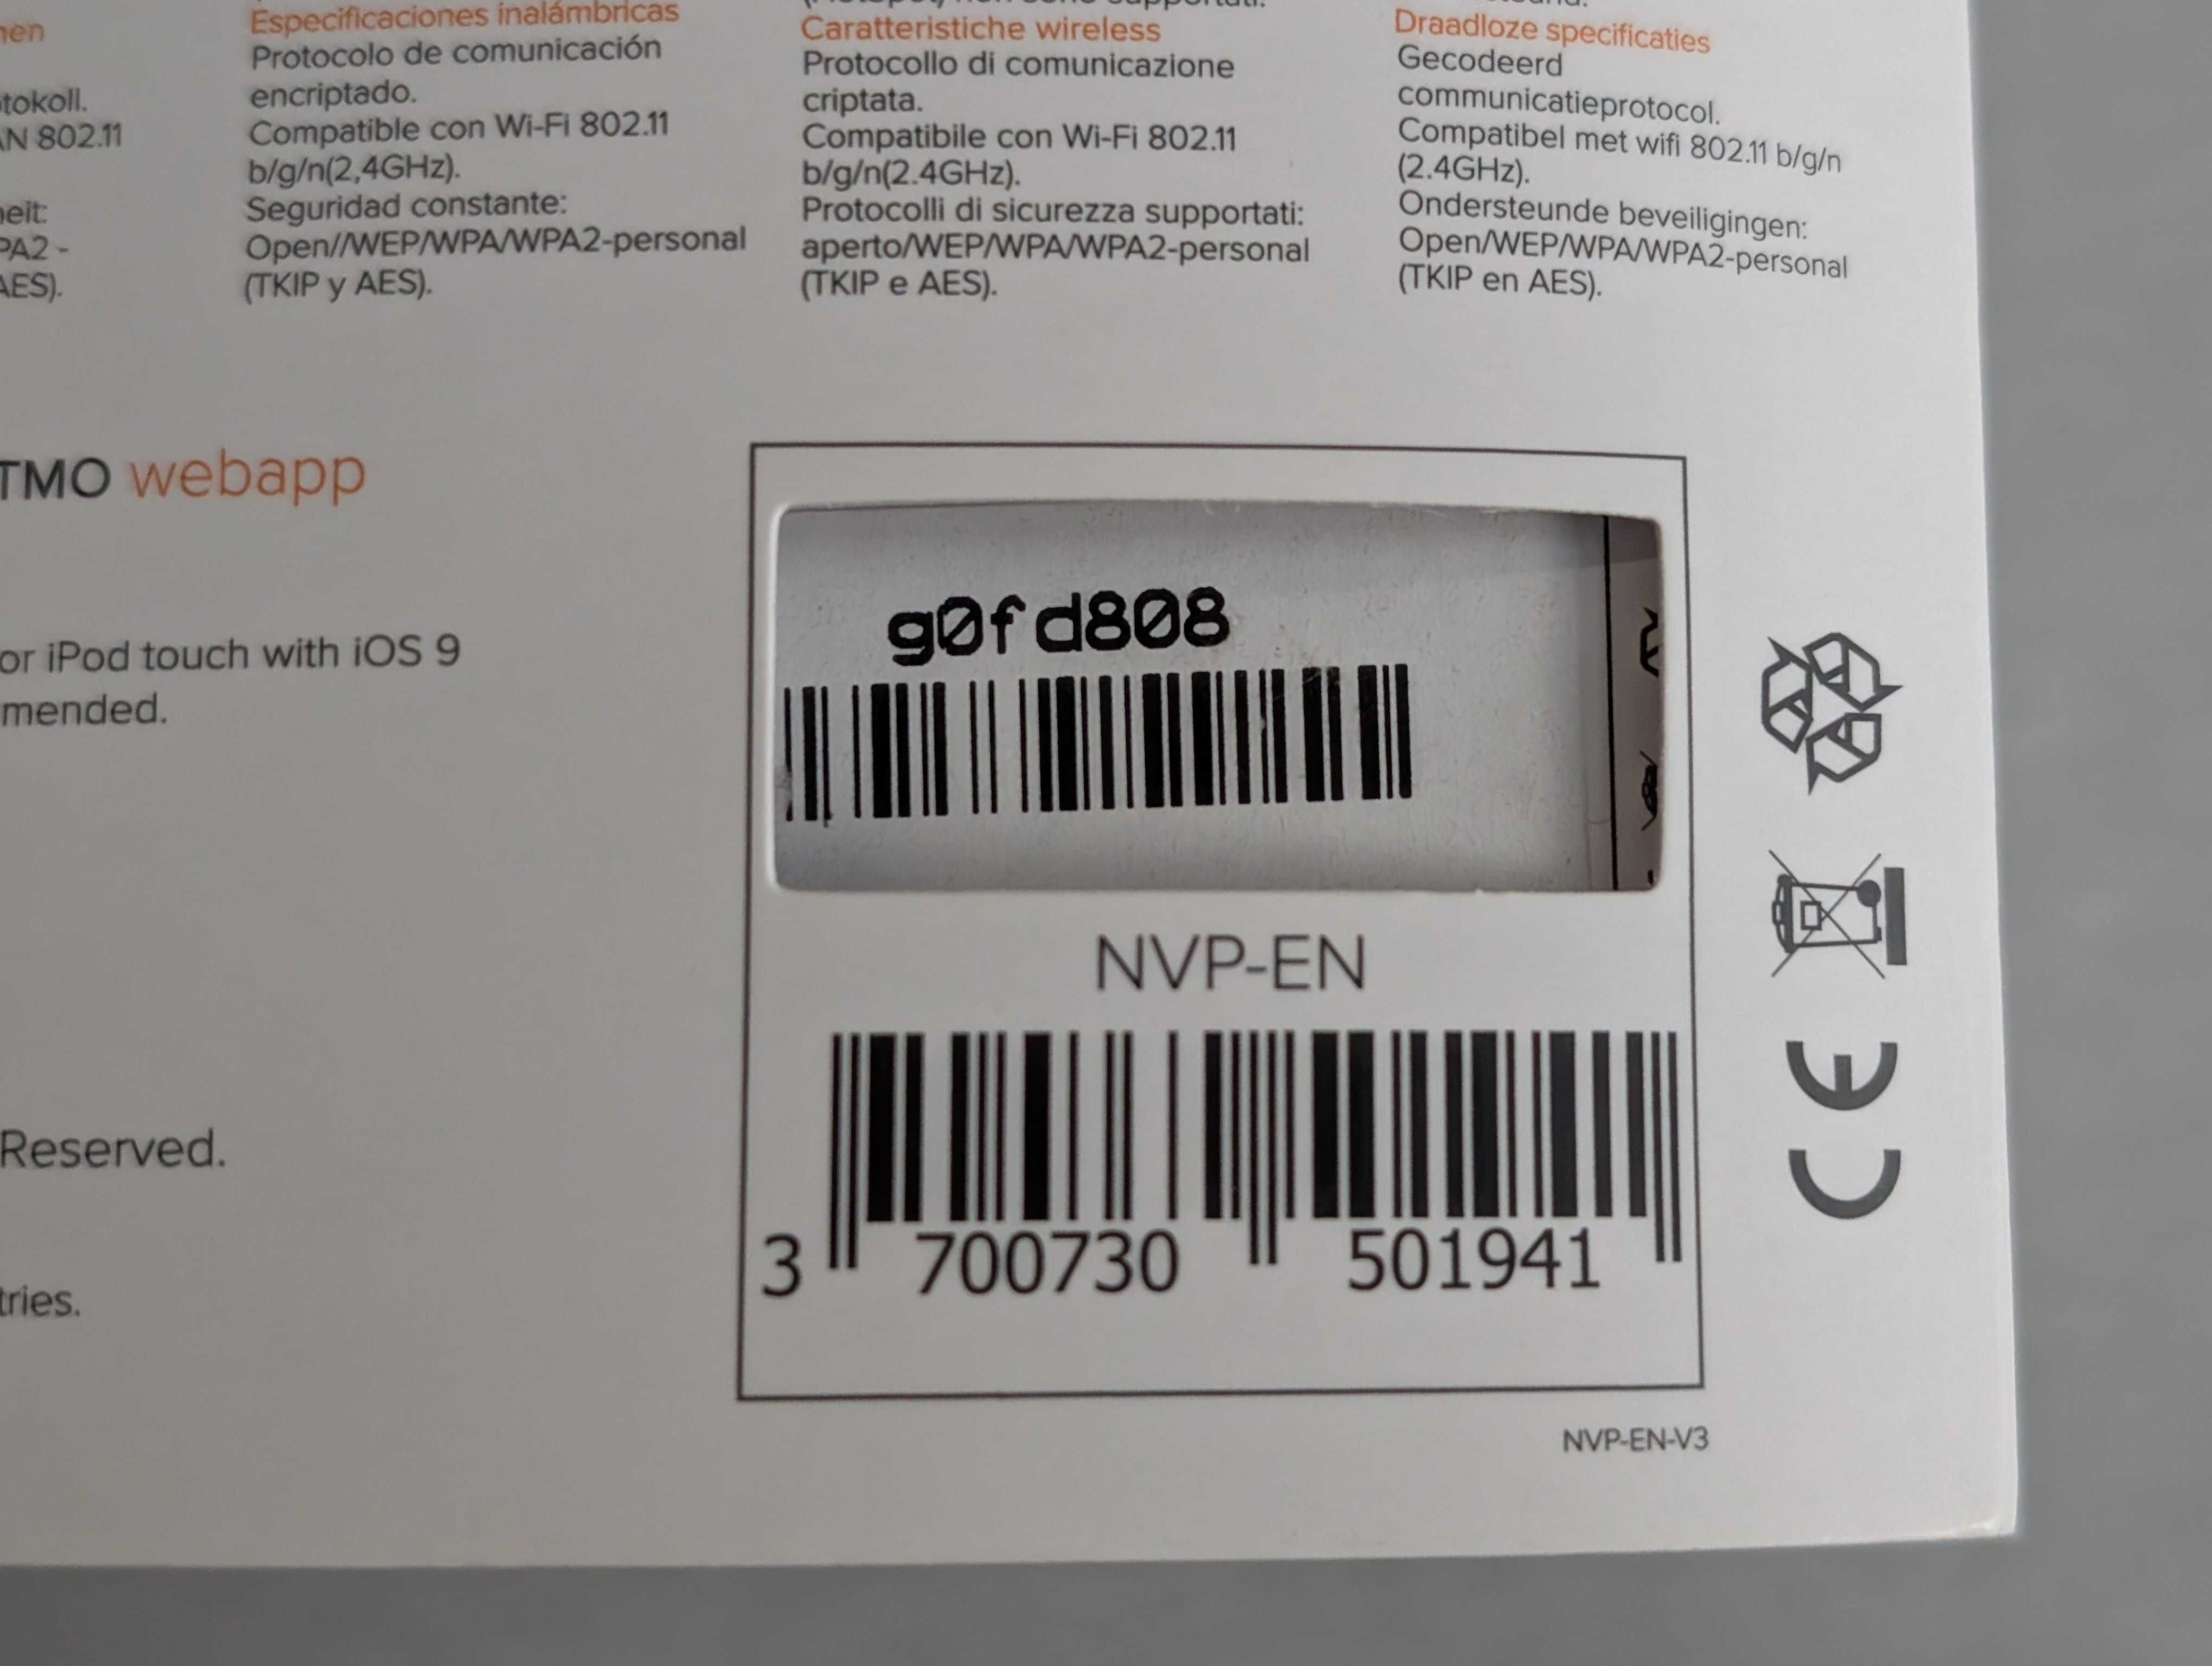 Especificaciones inalámbricas
Protocolo de comunicación
encriptado.
Compatible con Wi-Fi 802.11
b/g/n(2,4GHz).
Seguridad constante:
Open//WEP/WPA/WPA2-personal
(TKIP y AES).
Caratteristiche wireless
Protocollo di comunicazione
criptata.
Compatibile con Wi-Fi 802.11
b/g/n(2.4GHz).
Protocolli di sicurezza supportati:
aperto/WEP/WPA/WPA2-personal
(TKIP e AES).
Draadloze specificaties
Gecodeerd
communicatieprotocol.
Compatibel met wifi 802.11 b/g/n
(2.4GHz).
Ondersteunde beveiligingen:
Open/WEP/WPA/WPA2-personal
(TKIP en AES).
802.11
TMO webapp
or iPod touch with iOS 9
mended.
Reserved.
tries.
g0fd808
NVP-EN
3 700730 501941
NVP-EN-V3
CE